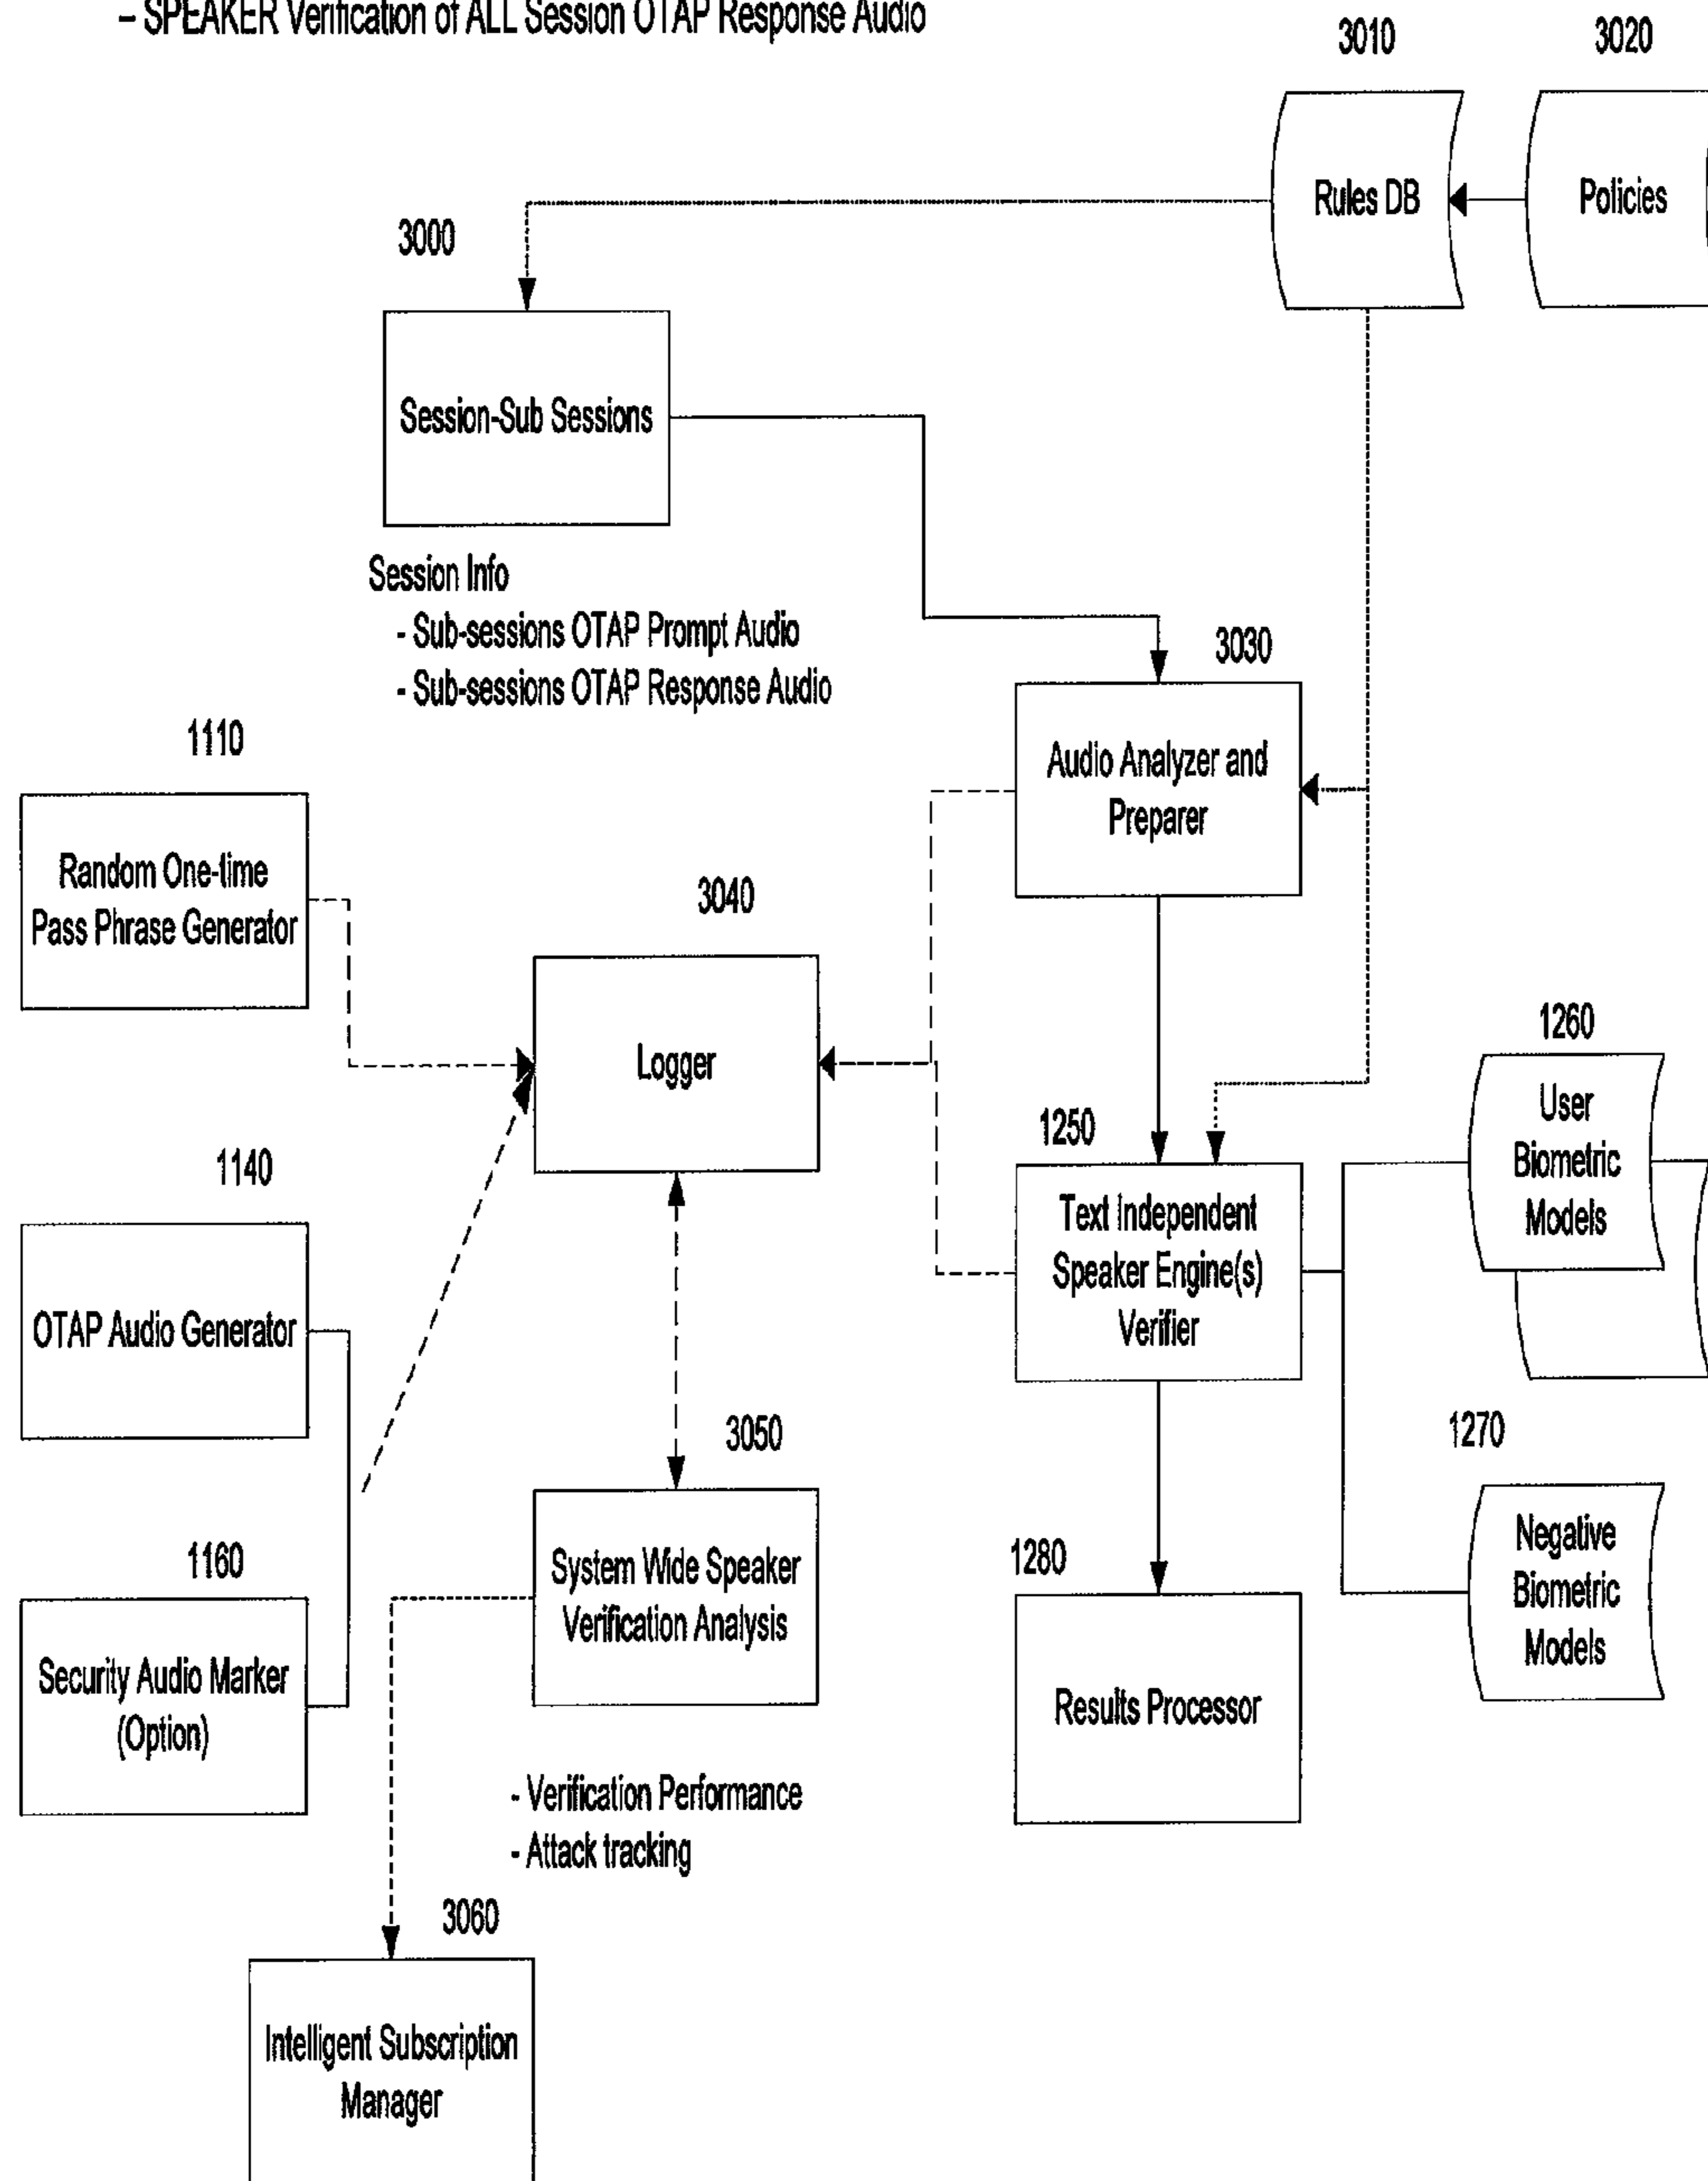 – SPEAKER Verification of ALL Session OTAP Response Audio
3010
3020
Rules DB
Policies
3000
Session-Sub Sessions
Session Info
- Sub-sessions OTAP Prompt Audio
- Sub-sessions OTAP Response Audio
3030
Audio Analyzer and
Preparer
1110
Random One-time
Pass Phrase Generator
3040
Logger
1260
User
Biometric
Models
1250
Text Independent
Speaker Engine(s)
Verifier
1140
OTAP Audio Generator
1270
Negative
Biometric
Models
3050
System Wide Speaker
Verification Analysis
1160
Security Audio Marker
(Option)
1280
Results Processor
- Verification Performance
- Attack tracking
3060
Intelligent Subscription
Manager